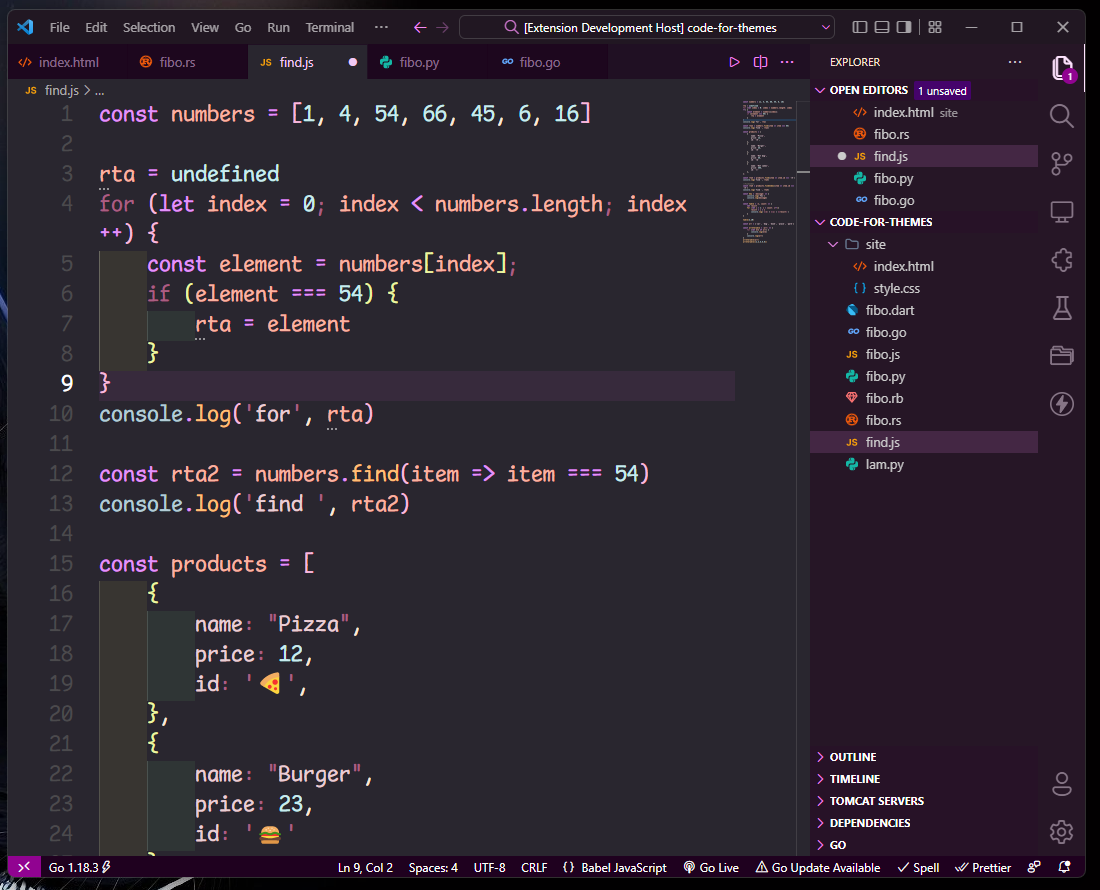 File Edit Selection View Go Run Terminal ··· [Extension Development Host] code-for-themes
index.html fibo.rs JS find.js fibo.py GO fibo.go ···
JS find.js > ...
1 const numbers = [1, 4, 54, 66, 45, 6, 16]
2
3 rta = undefined
4 for (let index = 0; index < numbers.length; index
++) {
5 const element = numbers[index];
6 if (element === 54) {
7 rta = element
8 }
9 }
10 console.log('for', rta)
11
12 const rta2 = numbers.find(item => item === 54)
13 console.log('find ', rta2)
14
15 const products = [
16 {
17 name: "Pizza",
18 price: 12,
19 id: '🍕',
20 },
21 {
22 name: "Burger",
23 price: 23,
24 id: '🍔'
EXPLORER ···
OPEN EDITORS 1 unsaved
index.html site
fibo.rs
JS find.js
fibo.py
GO fibo.go
CODE-FOR-THEMES
site
index.html
{ } style.css
fibo.dart
GO fibo.go
JS fibo.js
fibo.py
fibo.rb
fibo.rs
JS find.js
lam.py
OUTLINE
TIMELINE
TOMCAT SERVERS
DEPENDENCIES
GO
1
Go 1.18.3 Ln 9, Col 2 Spaces: 4 UTF-8 CRLF { } Babel JavaScript Go Live Go Update Available Spell Prettier